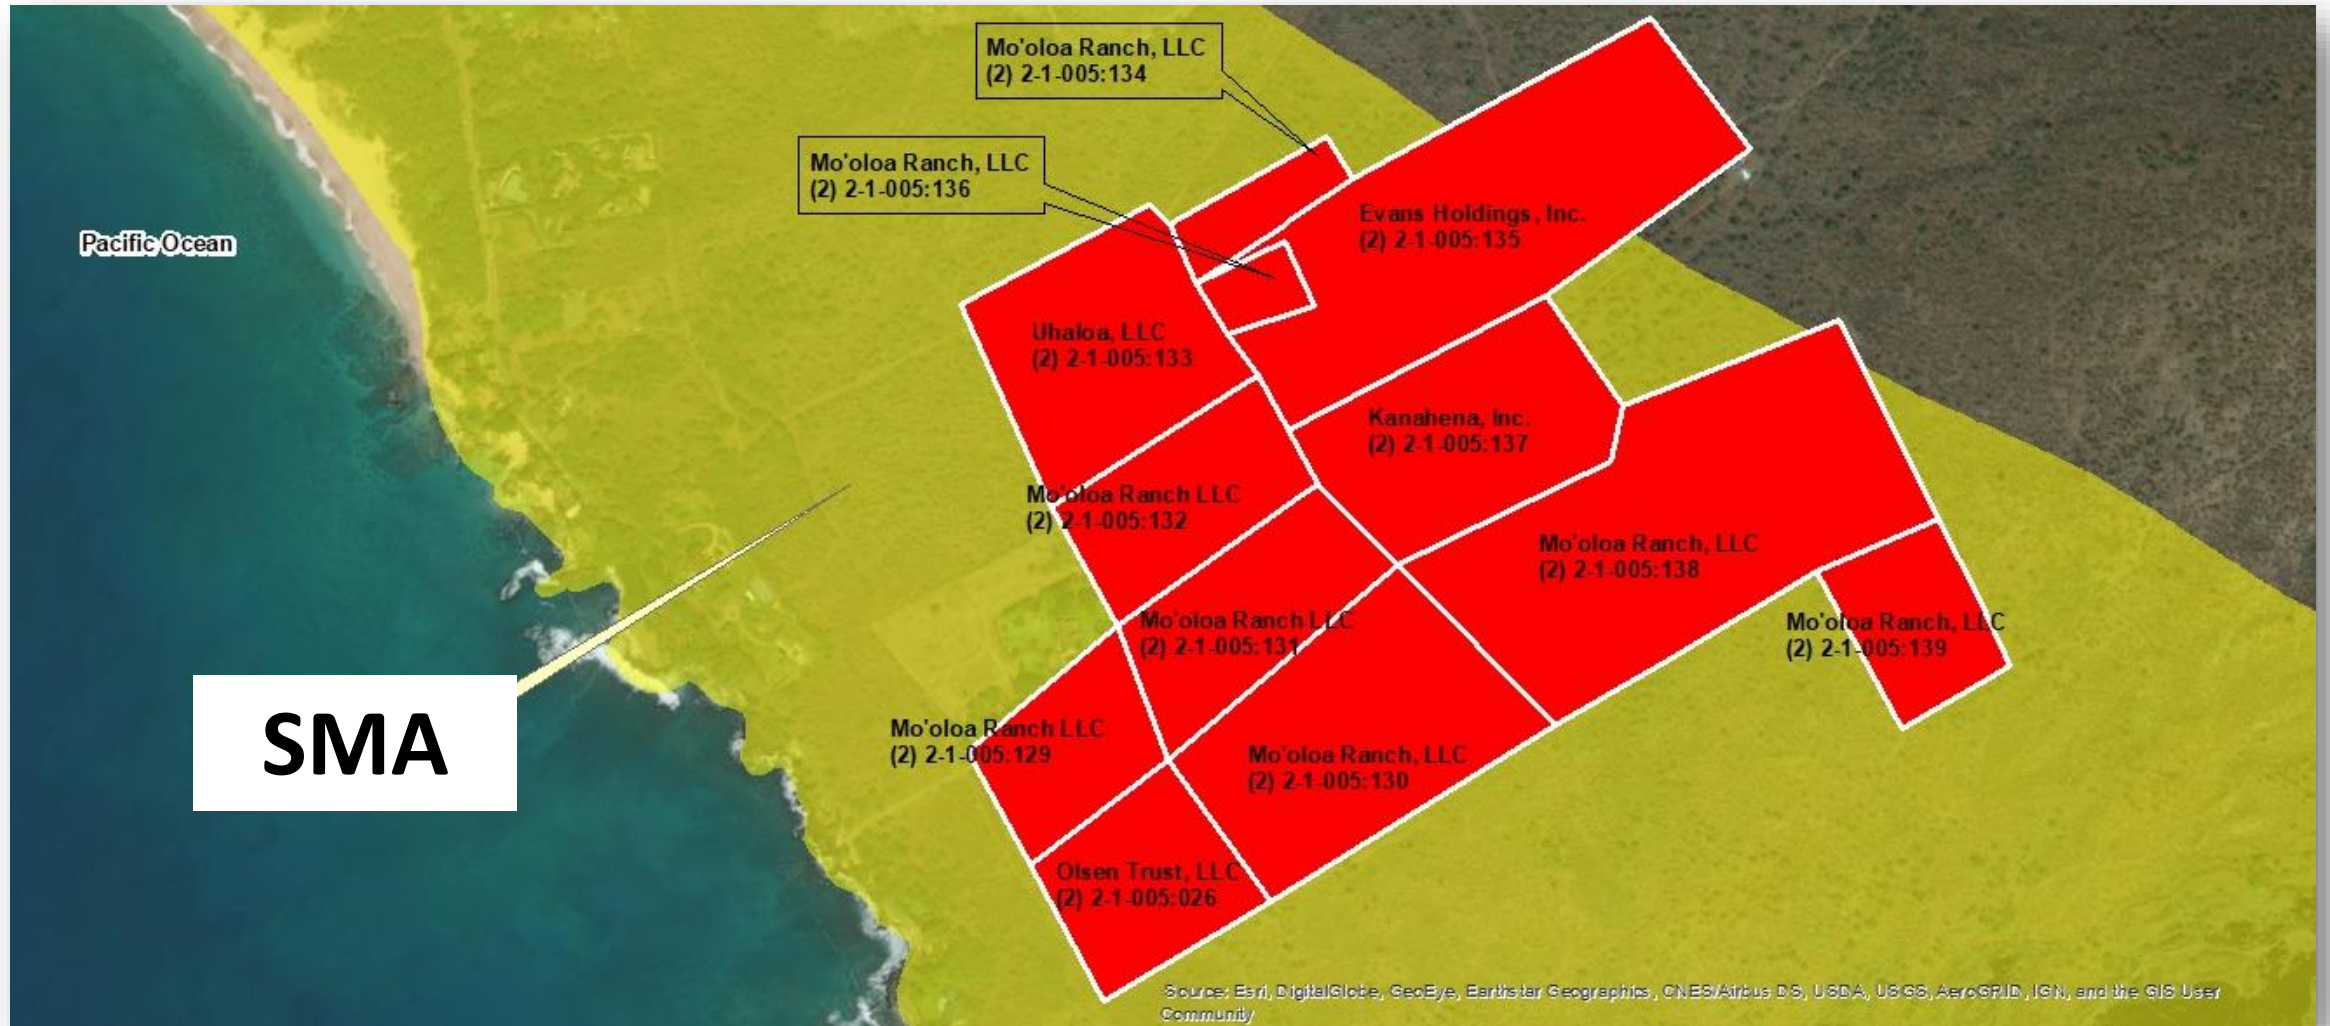 Mo'oloa Ranch, LLC
(2) 2-1-005:134
Mo'oloa Ranch, LLC
(2) 2-1-005:136
Evans Holdings, Inc.
(2) 2-1-005:135
Pacific Ocean
Uhaloa, LLC
(2) 2-1-005:133
Kanahena, Inc.
(2) 2-1-005:137
Mo'oloa Ranch LLC
(2) 2-1-005:132
Mo'oloa Ranch, LLC
(2) 2-1-005:138
Mo'oloa Ranch LLC
(2) 2-1-005:131
Mo'oloa Ranch, LLC
(2) 2-1-005:139
SMA
Mo'oloa Ranch LLC
(2) 2-1-005:129
Mo'oloa Ranch, LLC
(2) 2-1-005:130
Olsen Trust, LLC
(2) 2-1-005:026
Source: Esri, DigitalGlobe, GeoEye, Earthstar Geographics, CNES/Airbus DS, USDA, USGS, AeroGRID, IGN, and the GIS User
Community